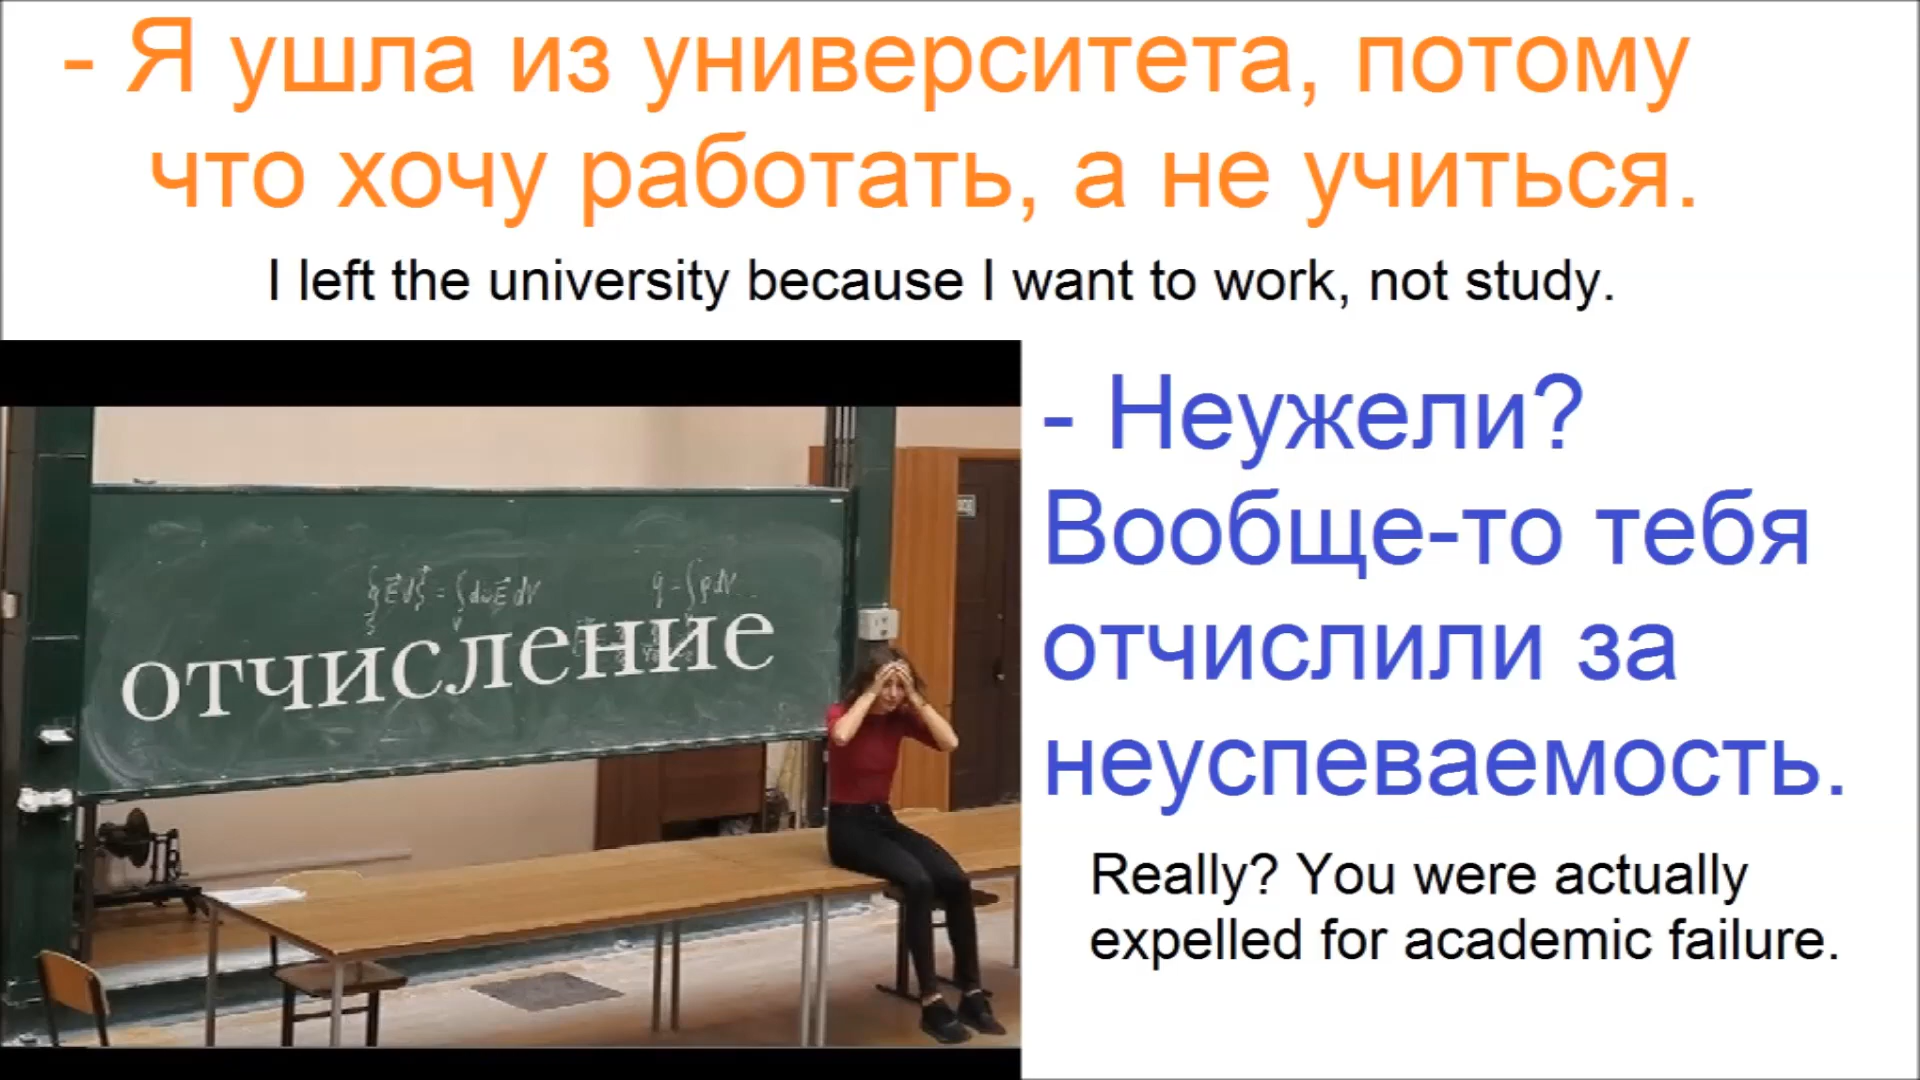 - Я ушла из университета, потому
что хочу работать, а не учиться.
I left the university because I want to work, not study.
- Неужели?
Вообще-то тебя
отчислили за
неуспеваемость.
Really? You were actually
expelled for academic failure.
отчисление